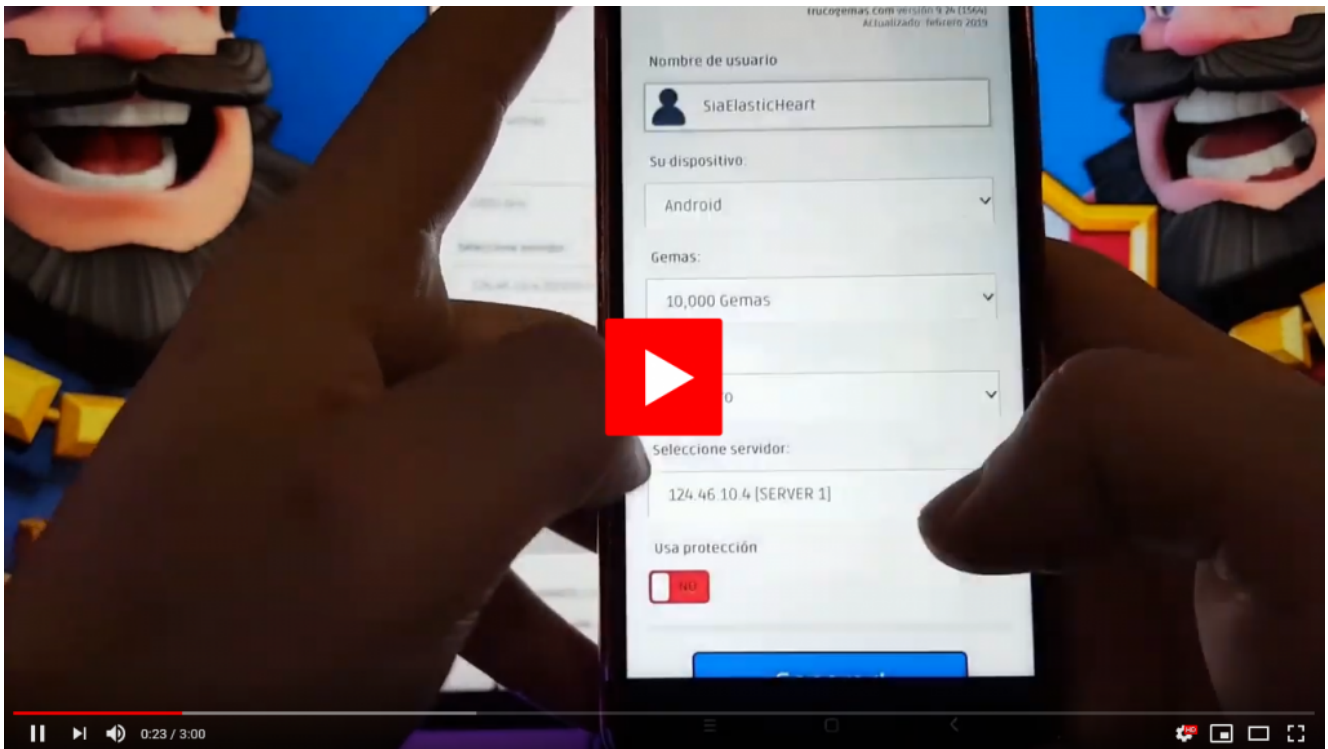 trucogemas.com versión 9.24 (1564)
Actualizado: febrero 2019
Nombre de usuario
SiaElasticHeart
Su dispositivo:
Android
Gemas:
10,000 Gemas
o
Seleccione servidor:
124.46.10.4 [SERVER 1]
Usa protección
NO
0:23 / 3:00
HD